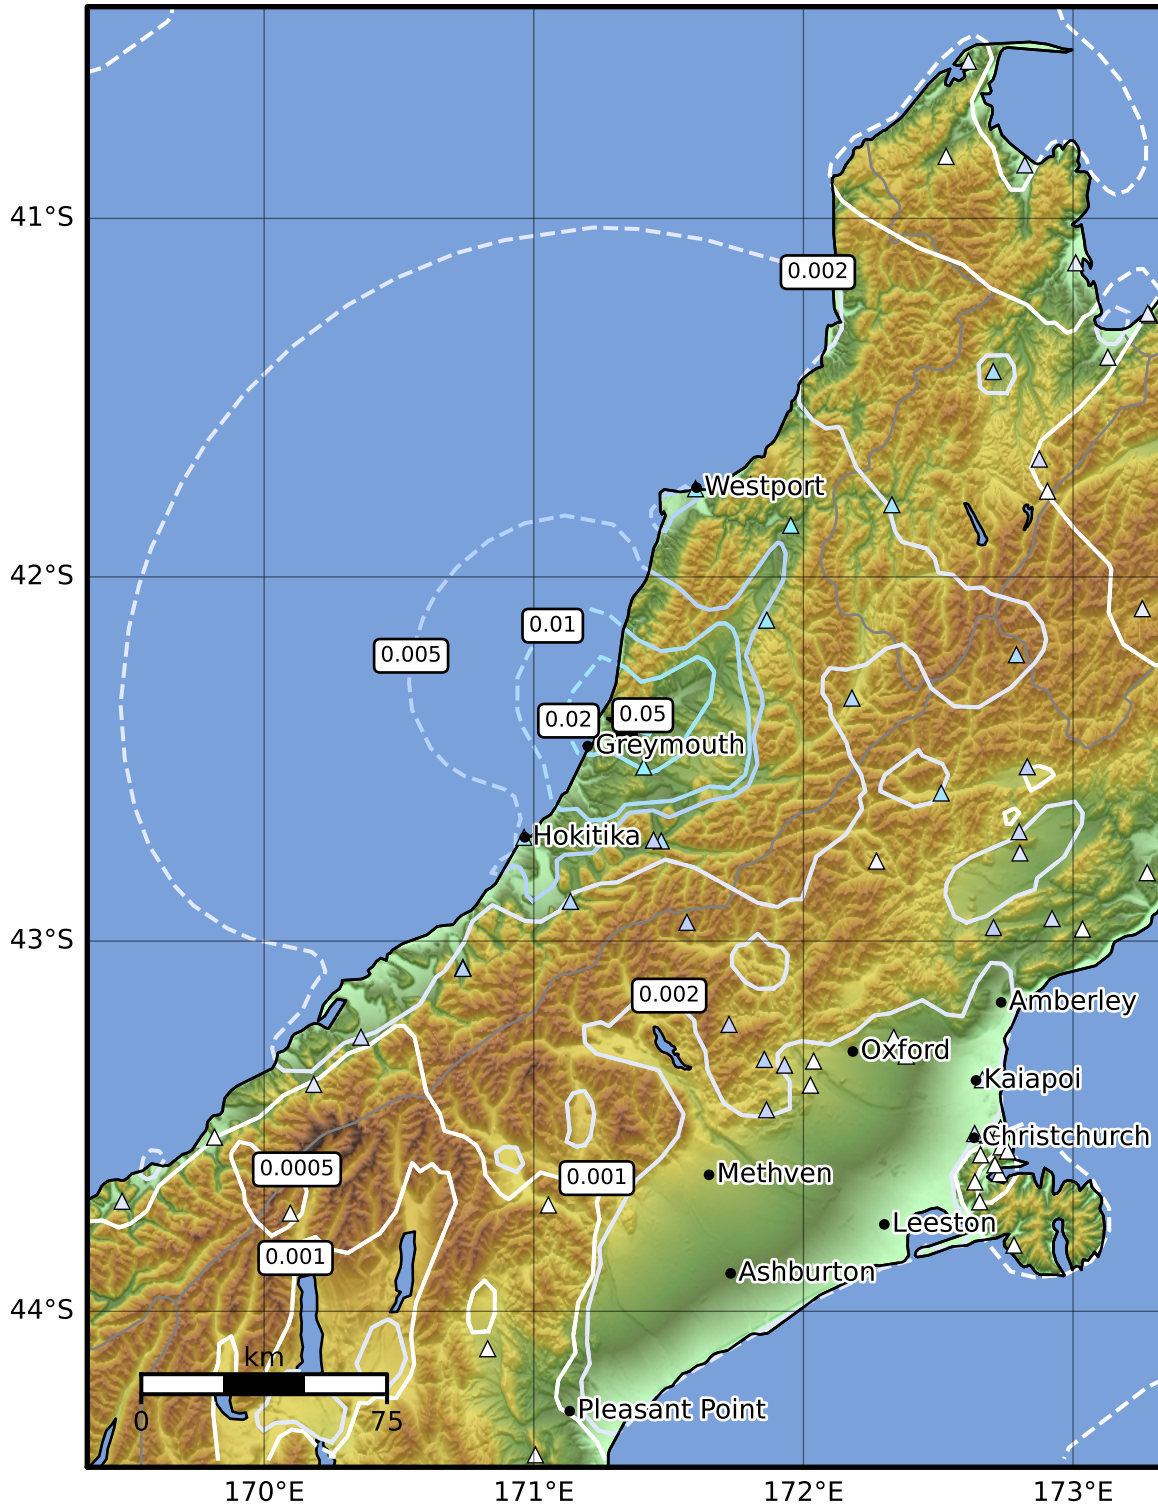 41°S
0.002
Westport
42°S
0.01
0.005
0.02
0.05
Greymouth
Hokitika
43°S
0.002
Amberley
Oxford
Kaiapoi
Christchurch
0.0005
0.001
Methven
Leeston
0.001
Ashburton
44°S
km
0
75
Pleasant Point
170°E
171°E
172°E
173°E